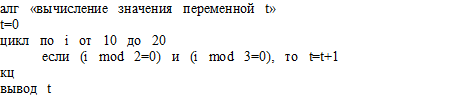 алг «вычисление значения переменной t»
t=0
цикл по i от 10 до 20
если (i mod 2=0) и (i mod 3=0), то t=t+1
кц
вывод t